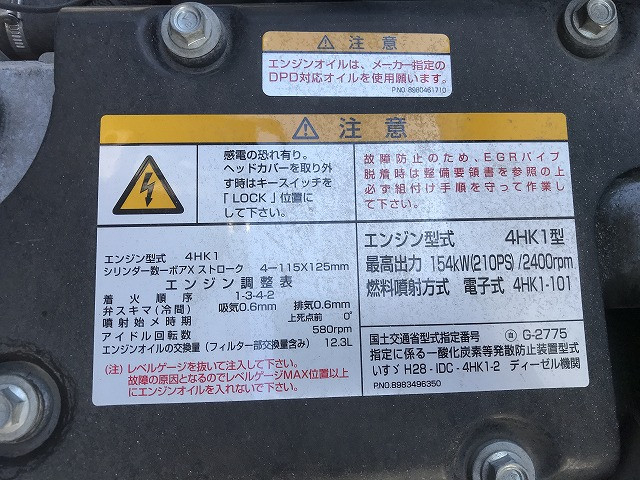 注意
エンジンオイルは、メーカー指定の
DPD対応オイルを使用願います。
P.NO.8980461710
注意
感電の恐れ有り。
ヘッドカバーを取り外
す時はキースイッチを
「LOCK」位置に
して下さい。
故障防止のため、EGRパイプ
脱着時は整備要領書を参照の上
必ず組付け手順を守って作業し
て下さい。
エンジン型式 4HK1
シリンダー数ーボアXストローク 4-115X125mm
エンジン調整表
着火順序 1-3-4-2
弁スキマ(冷間) 吸気0.6mm 排気0.6mm
噴射始メ時期 上死点前 0°
アイドル回転数 580rpm
エンジンオイルの交換量(フィルター部交換量含み) 12.3L
(注)レベルゲージを抜いて注入して下さい。
故障の原因となるのでレベルゲージMAX位置以上
にエンジンオイルを入れないで下さい。
エンジン型式 4HK1型
最高出力 154kW(210PS)/2400rpm
燃料噴射方式 電子式 4HK1-101
国土交通省型式指定番号 自 G-2775
指定に係る一酸化炭素等発散防止装置型式
いすゞ H28-IDC-4HK1-2 ディーゼル機関
P.NO.8983496350